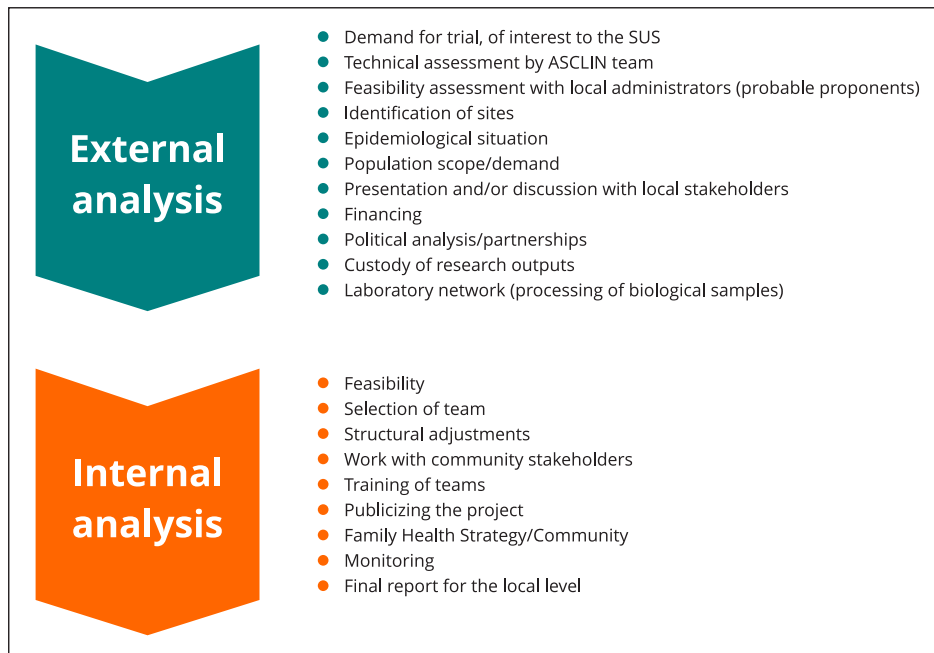 External
analysis
Demand for trial, of interest to the SUS
Technical assessment by ASCLIN team
Feasibility assessment with local administrators (probable proponents)
Identification of sites
Epidemiological situation
Population scope/demand
Presentation and/or discussion with local stakeholders
Financing
Political analysis/partnerships
Custody of research outputs
Laboratory network (processing of biological samples)
Internal
analysis
Feasibility
Selection of team
Structural adjustments
Work with community stakeholders
Training of teams
Publicizing the project
Family Health Strategy/Community
Monitoring
Final report for the local level